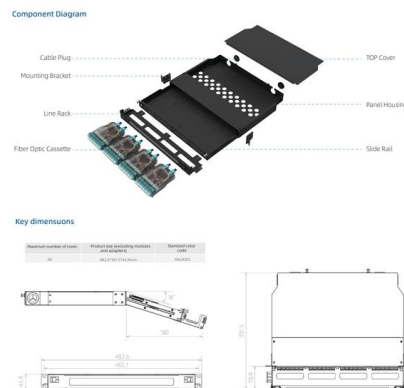 Component Diagram
Cable Plug
Mounting Bracket
Line Rack
Fiber Optic Cassette
TOP Cover
Panel Housing
Slide Rail
Key dimensuons
Maximum number of cores
Product size (excluding modules and adapters)
Standard color code
96
160
482.6